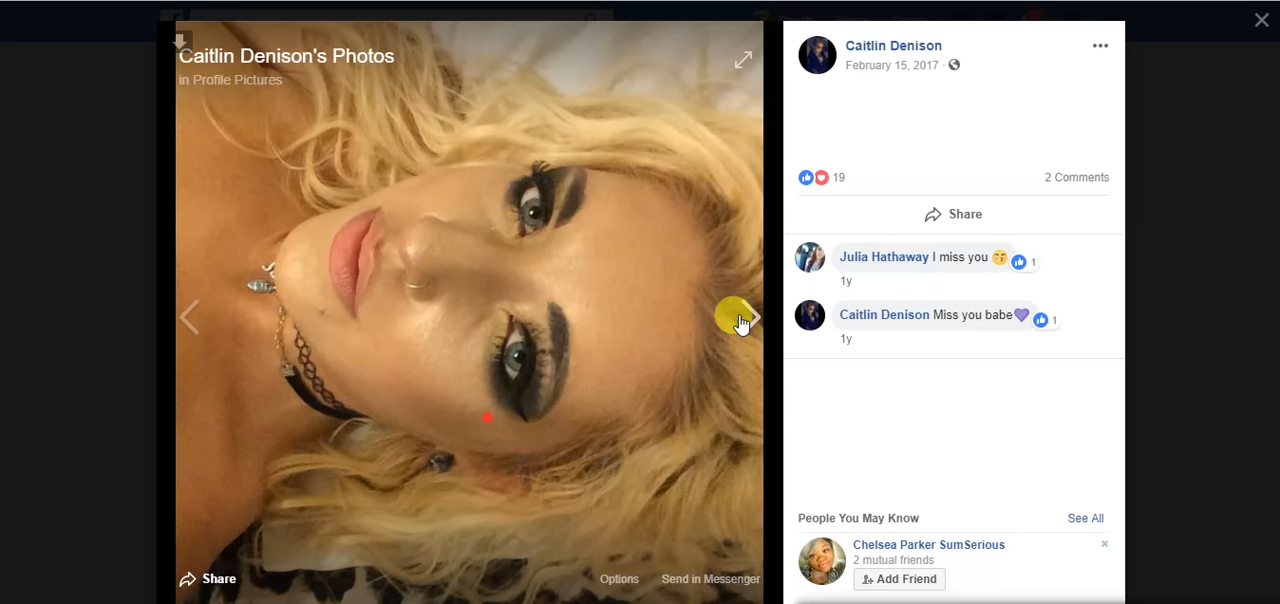 Caitlin Denison's Photos
in Profile Pictures
Share
Options
Send in Messenger
Caitlin Denison
February 15, 2017
19
2 Comments
Share
Julia Hathaway I miss you
1
1y
Caitlin Denison Miss you babe
1
1y
People You May Know
See All
Chelsea Parker SumSerious
2 mutual friends
Add Friend